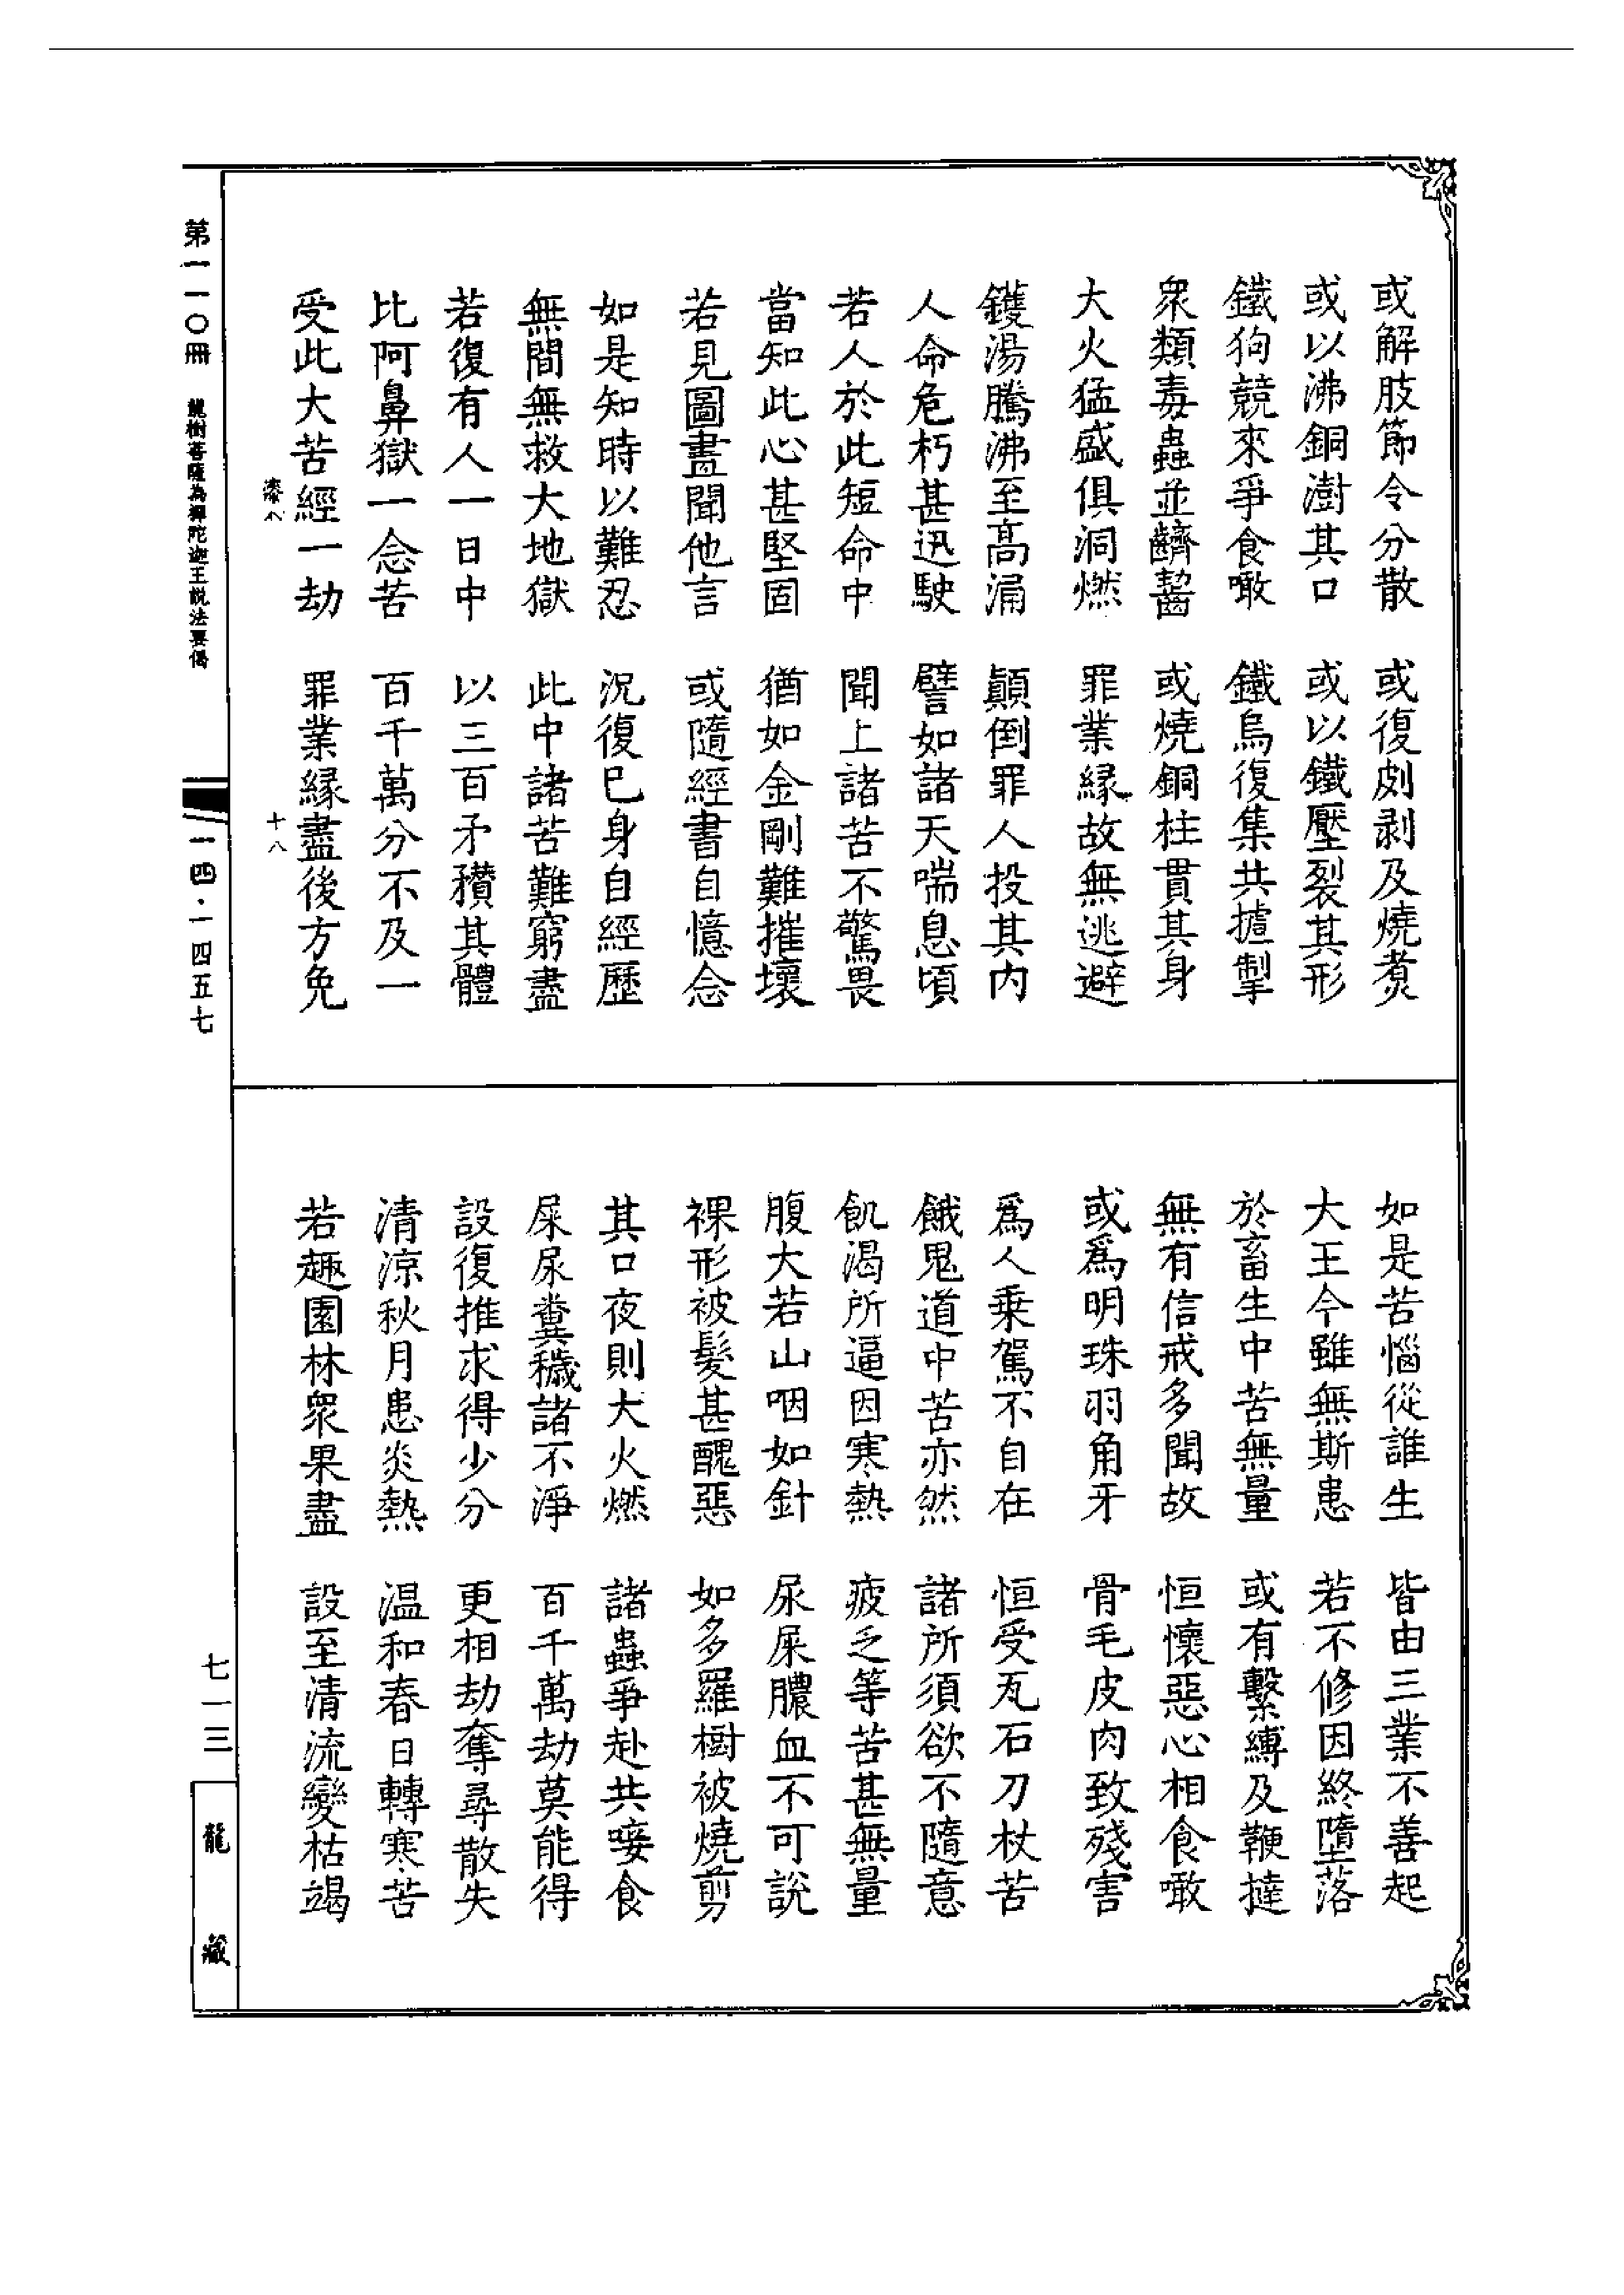 或解肢節令分散　或復剝剥及燒煮
或以沸銅澍其口　或以鐵壓裂其形
鐵狗競來爭食噉　鐵烏復集共摣掣
衆類毒蟲並齩齧　或燒銅柱貫其身
大火猛盛俱洞燃　罪業緣故無逃避
鑊湯騰沸至高涌　顛倒罪人投其内
人命危朽甚迅駛　譬如諸天喘息頃
若人於此短命中　聞上諸苦不驚畏
當知此心甚堅固　猶如金剛難摧壞
若見圖畫聞他言　或隨經書自憶念
如是知時以難忍　況復已身自經歷
無間無救大地獄　此中諸苦難窮盡
若復有人一日中　以三百矛穳其體
比阿鼻獄一念苦　百千萬分不及一
受此大苦經一劫　罪業緣盡後方免
如是苦惱從誰生　皆由三業不善起
大王今雖無斯患　若不修因終墮落
於畜生中苦無量　或有繫縛及鞭撻
無有信戒多聞故　恒懷惡心相食噉
或爲明珠羽角牙　骨毛皮肉致殘害
爲人乗駕不自在　恒受瓦石刀杖苦
餓鬼道中苦亦然　諸所須欲不隨意
飢渴所逼因寒熱　疲乏等苦甚無量
腹大若山咽如針　尿屎膿血不可說
裸形被髮甚醜惡　如多羅樹被燒剪
其口夜則大火燃　諸蟲爭赴共唼食
屎尿糞穢諸不淨　百千萬劫莫能得
設復推求得少分　更相劫奪尋散失
清涼秋月患炎熱　温和春日轉寒苦
若趣園林衆果盡　設至清流變枯竭
十八
第一一〇冊　龍樹菩薩為禪陀迦王説法要偈
一四・一四五七
七一三
龍藏